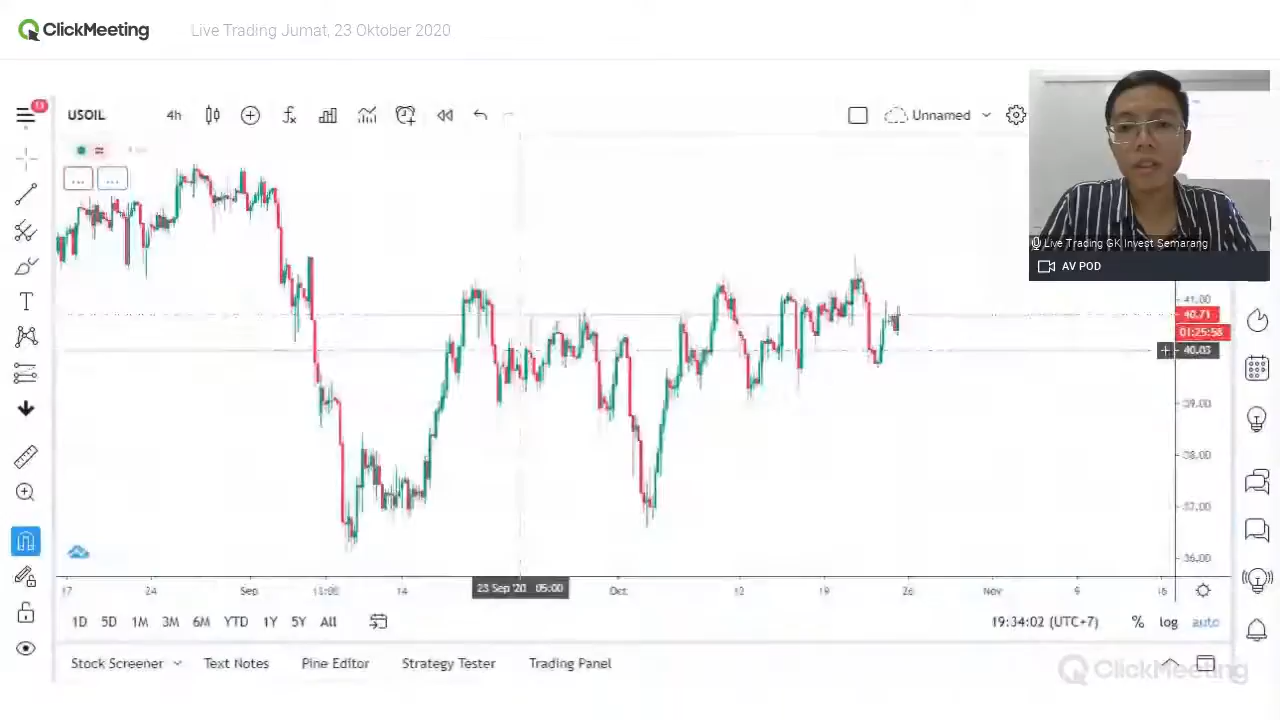 ClickMeeting Live Trading Jumat, 23 Oktober 2020
11
USOIL 4h Unnamed
... ...
T
Live Trading GK Invest Semarang
AV POD
41.00
40.71
01:25:58
40.03
39.00
38.00
37.00
36.00
23 Sep '20 05:00
17 24 Sep 14 Oct 12 19 26 Nov 9
1D 5D 1M 3M 6M YTD 1Y 5Y All 19:34:02 (UTC+7) % log auto
Stock Screener Text Notes Pine Editor Strategy Tester Trading Panel
ClickMeeting